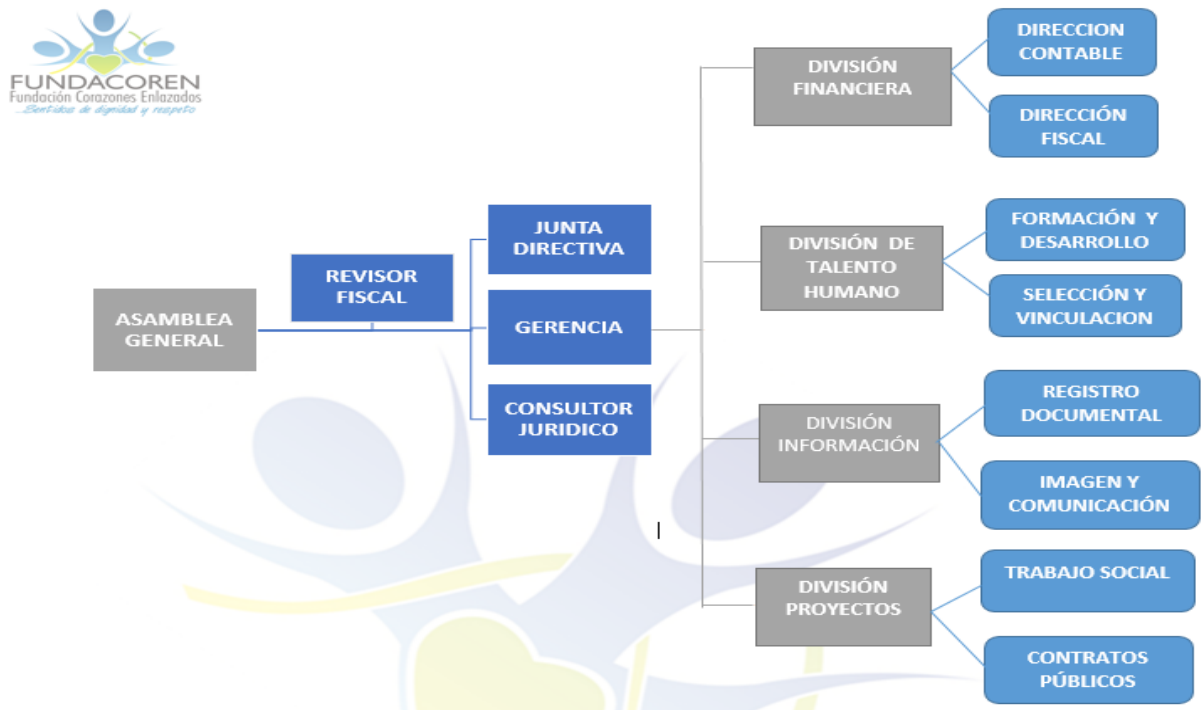 FUNDACOREN
Fundación Corazones Enlazados
...Sentidos de dignidad y respeto
ASAMBLEA
GENERAL
REVISOR
FISCAL
JUNTA
DIRECTIVA
GERENCIA
CONSULTOR
JURIDICO
DIVISIÓN
FINANCIERA
DIRECCION
CONTABLE
DIRECCIÓN
FISCAL
DIVISIÓN DE
TALENTO
HUMANO
FORMACIÓN Y
DESARROLLO
SELECCIÓN Y
VINCULACION
DIVISIÓN
INFORMACIÓN
REGISTRO
DOCUMENTAL
IMAGEN Y
COMUNICACIÓN
DIVISIÓN
PROYECTOS
TRABAJO SOCIAL
CONTRATOS
PÚBLICOS